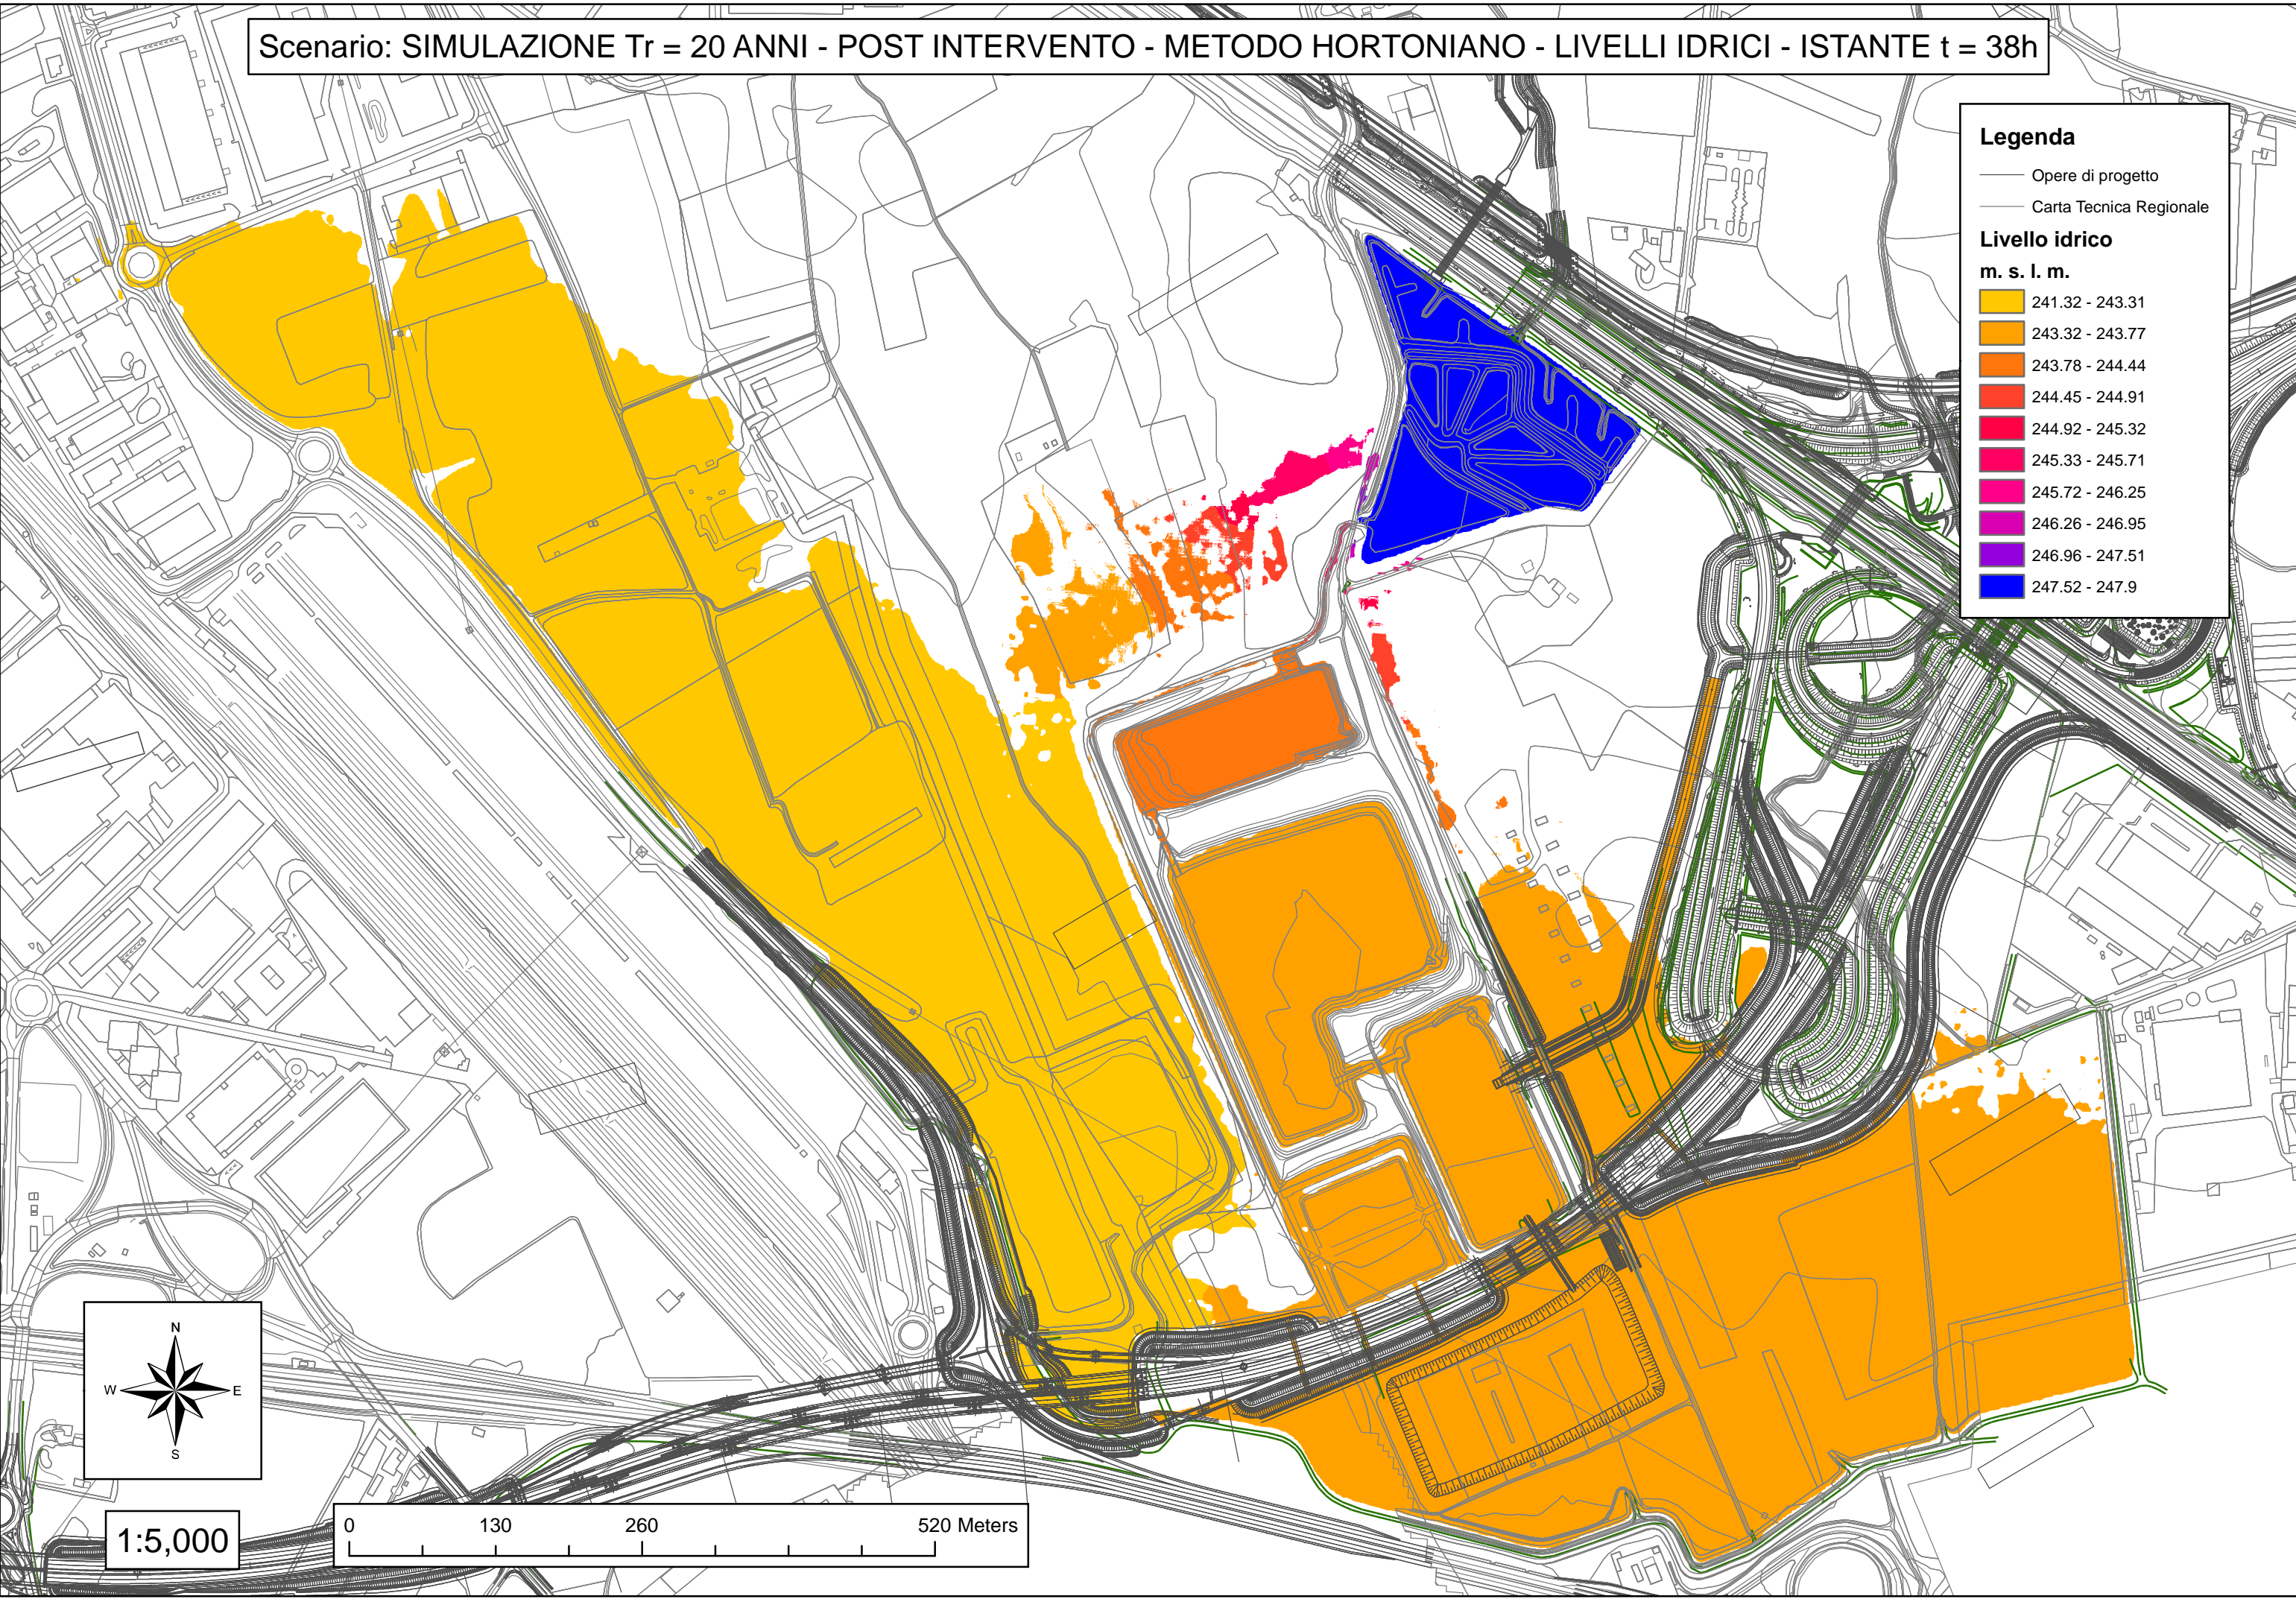 Scenario: SIMULAZIONE Tr = 20 ANNI - POST INTERVENTO - METODO HORTONIANO - LIVELLI IDRICI - ISTANTE t = 38h
Legenda
Opere di progetto
Carta Tecnica Regionale
Livello idrico
m. s. l. m.
241.32 - 243.31
243.32 - 243.77
243.78 - 244.44
244.45 - 244.91
244.92 - 245.32
245.33 - 245.71
245.72 - 246.25
246.26 - 246.95
246.96 - 247.51
247.52 - 247.9
N
W E
S
1:5,000
0 130 260 520 Meters